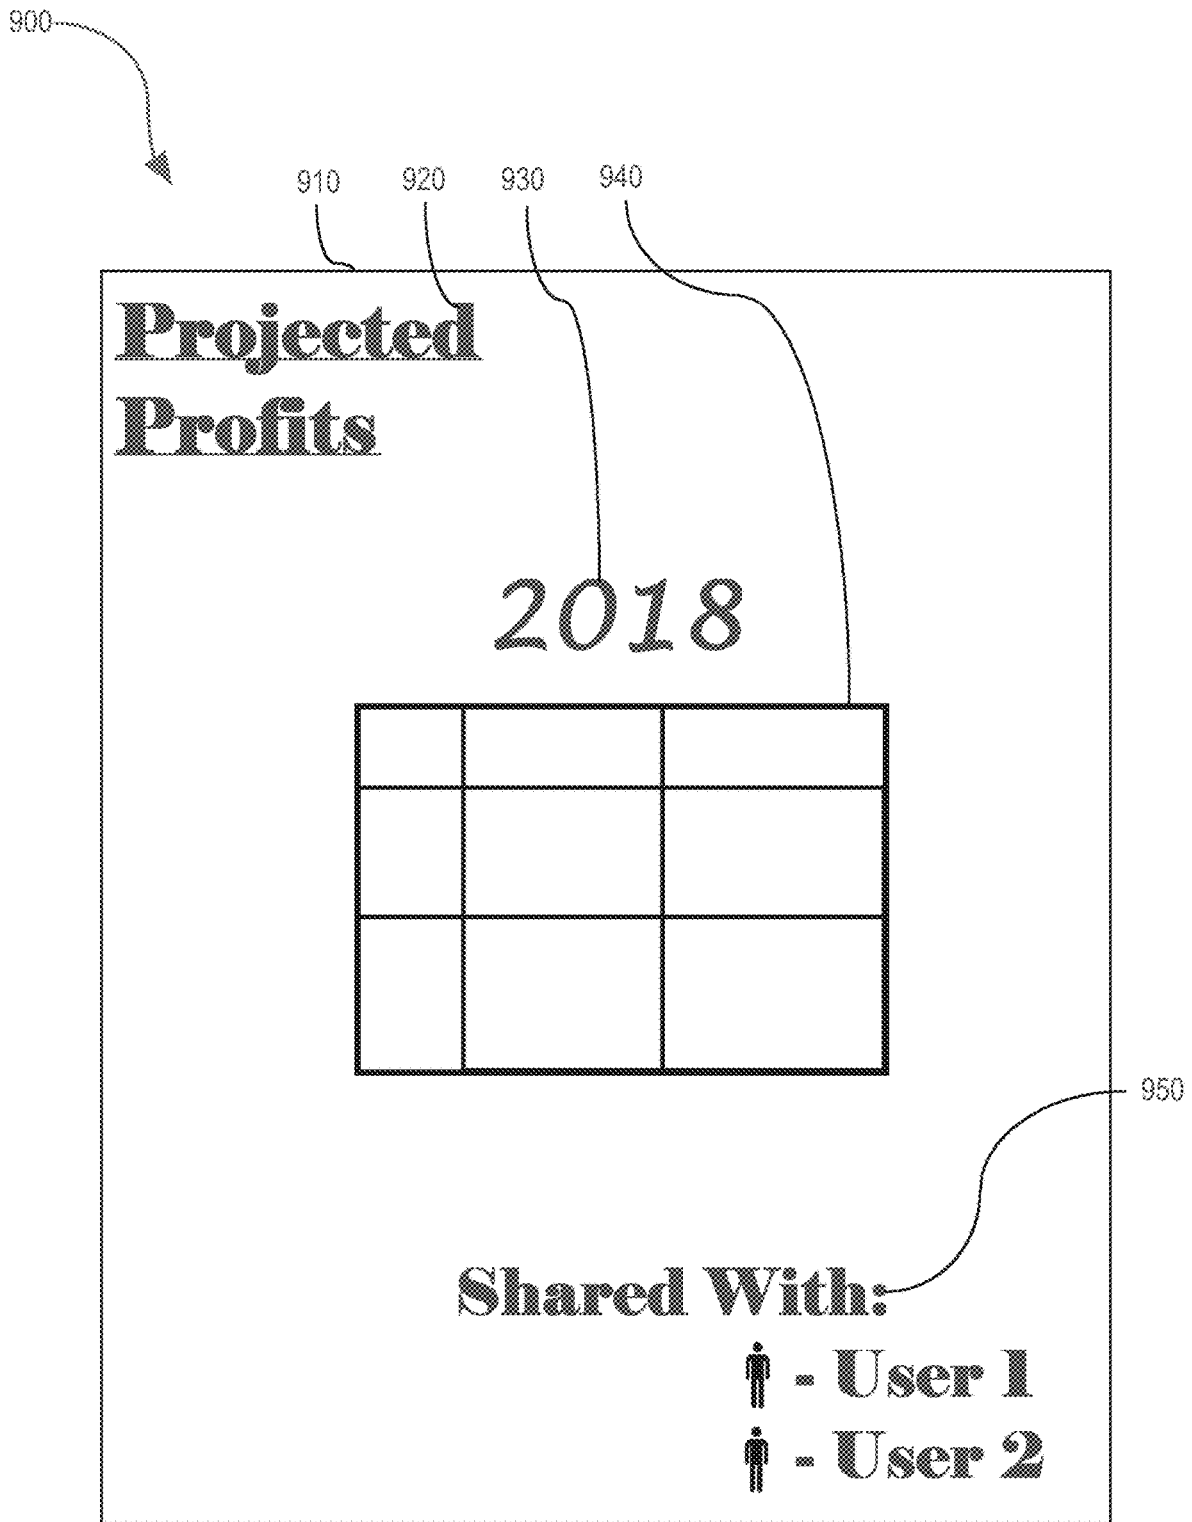 900
910 920 930 940
Projected
Profits
2018
950
Shared With:
- User 1
- User 2